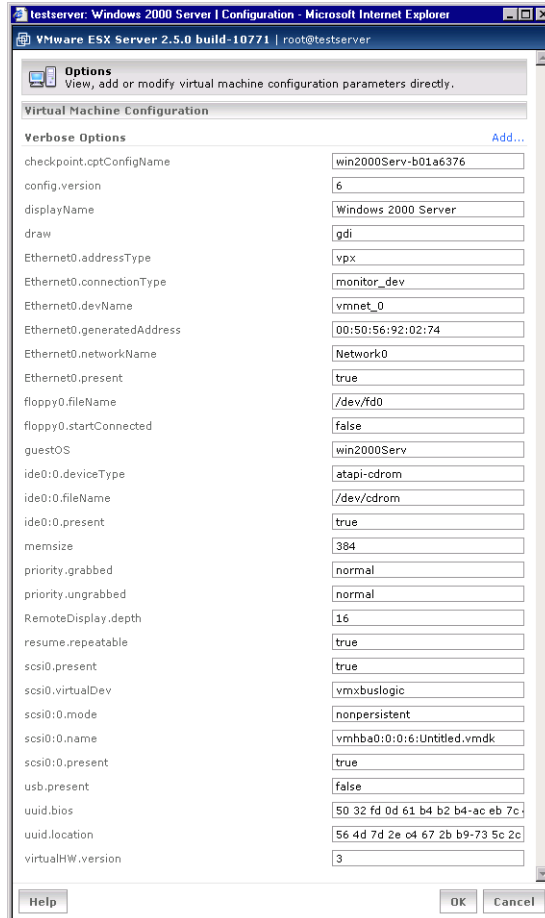 testserver: Windows 2000 Server | Configuration - Microsoft Internet Explorer
VMware ESX Server 2.5.0 build-10771 | root@testserver
Options
View, add or modify virtual machine configuration parameters directly.
Virtual Machine Configuration
Verbose Options Add...
checkpoint.cptConfigName win2000Serv-b01a6376
config.version 6
displayName Windows 2000 Server
draw gdi
Ethernet0.addressType vpx
Ethernet0.connectionType monitor_dev
Ethernet0.devName vmnet_0
Ethernet0.generatedAddress 00:50:56:92:02:74
Ethernet0.networkName Network0
Ethernet0.present true
floppy0.fileName /dev/fd0
floppy0.startConnected false
guestOS win2000Serv
ide0:0.deviceType atapi-cdrom
ide0:0.fileName /dev/cdrom
ide0:0.present true
memsize 384
priority.grabbed normal
priority.ungrabbed normal
RemoteDisplay.depth 16
resume.repeatable true
scsi0.present true
scsi0.virtualDev vmxbuslogic
scsi0:0.mode nonpersistent
scsi0:0.name vmhba0:0:0:6:Untitled.vmdk
scsi0:0.present true
usb.present false
uuid.bios 50 32 fd 0d 61 b4 b2 b4-ac eb 7c
uuid.location 56 4d 7d 2e c4 67 2b b9-73 5c 2c
virtualHW.version 3
Help OK Cancel